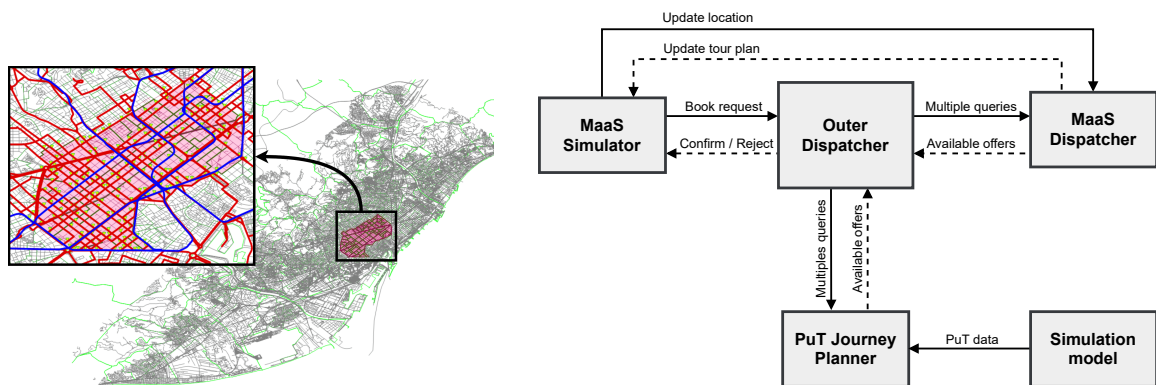 Update location
Update tour plan
MaaS
Simulator
Book request
Confirm / Reject
Outer
Dispatcher
Multiple queries
Available offers
MaaS
Dispatcher
Multiples queries
Available offers
PuT Journey
Planner
PuT data
Simulation
model